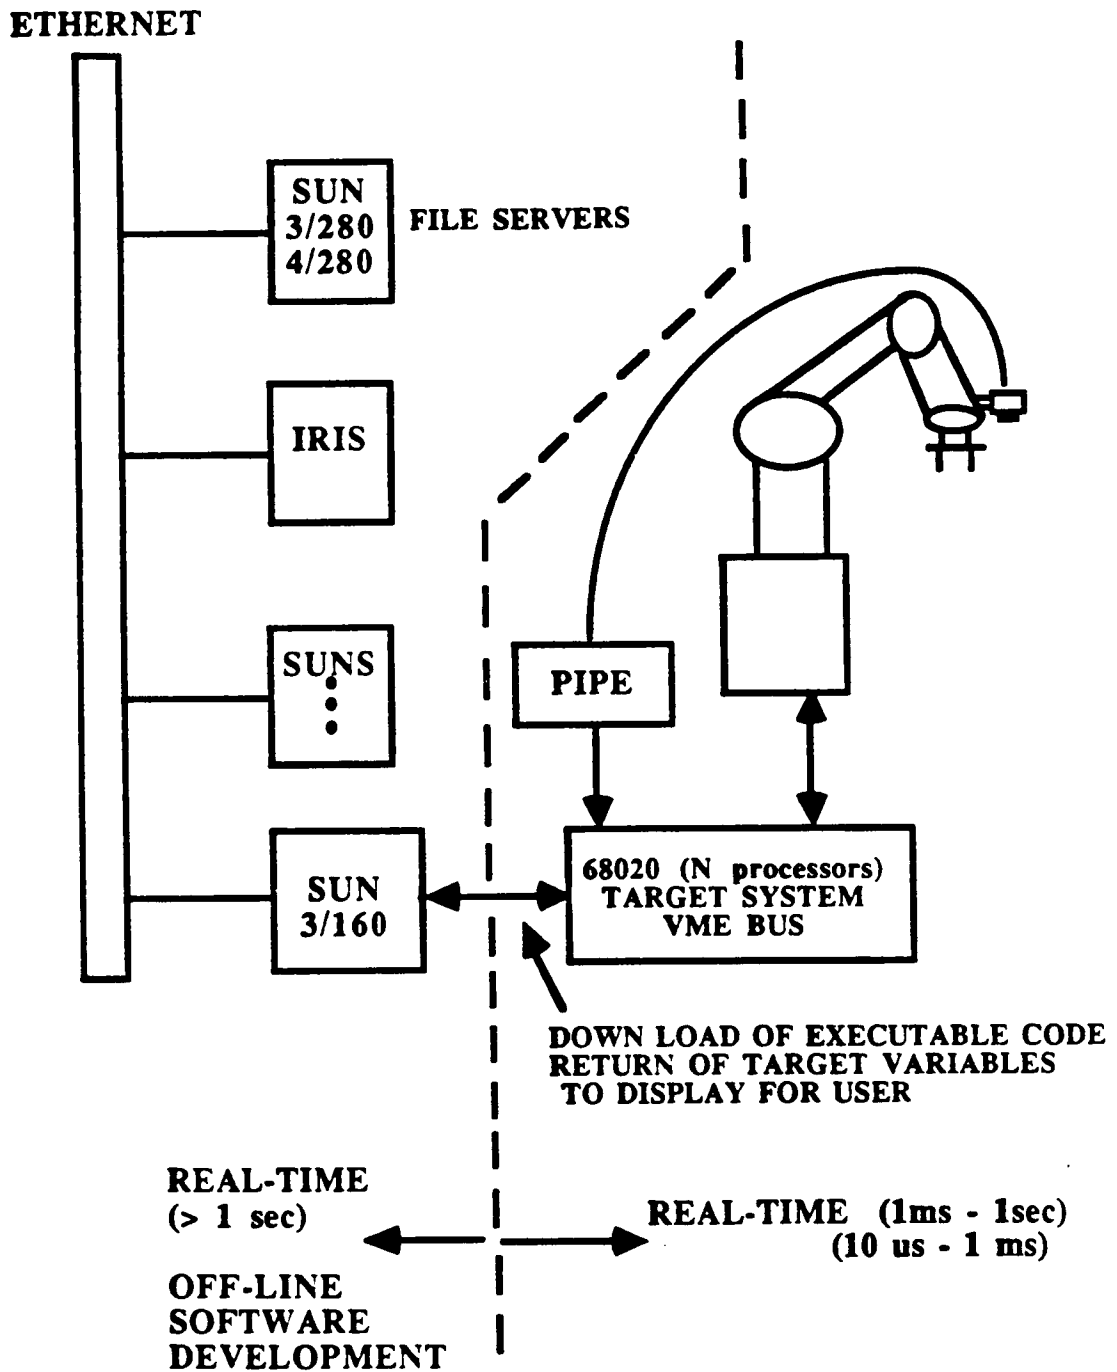 ETHERNET
SUN
3/280
4/280
FILE SERVERS
IRIS
SUNS
PIPE
SUN
3/160
68020 (N processors)
TARGET SYSTEM
VME BUS
DOWN LOAD OF EXECUTABLE CODE
RETURN OF TARGET VARIABLES
TO DISPLAY FOR USER
REAL-TIME
(> 1 sec)
REAL-TIME (1ms - 1sec)
(10 us - 1 ms)
OFF-LINE
SOFTWARE
DEVELOPMENT